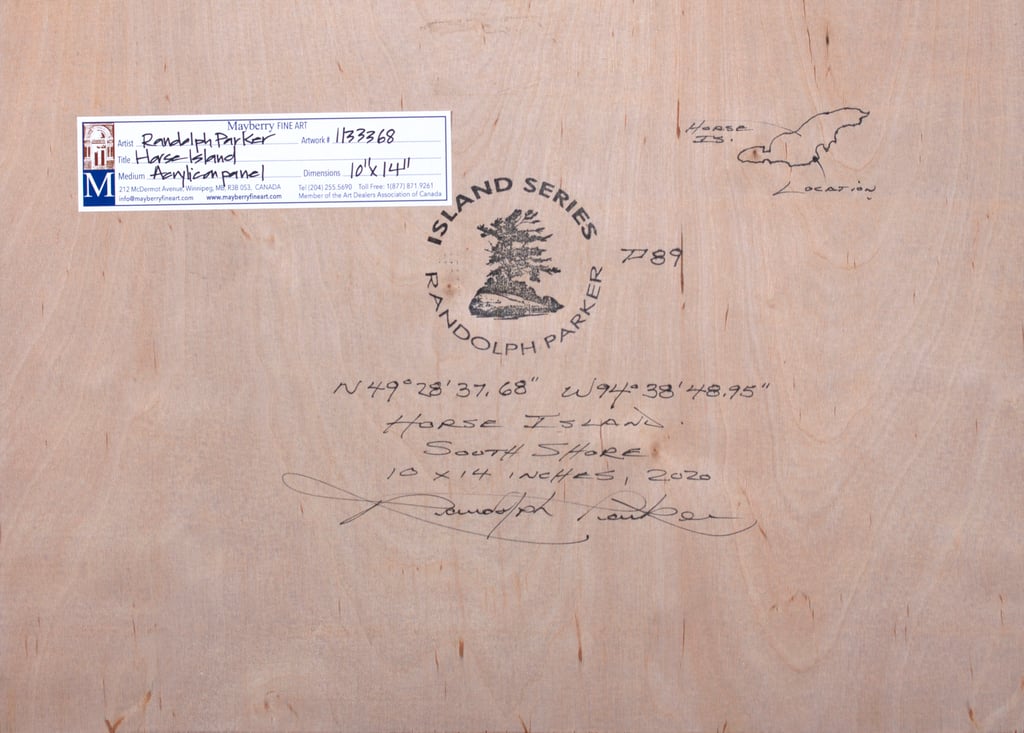 Mayberry FINE ART
Artist Randolph Parker Artwork # 1133368
Title Horse Island
Medium Acrylic on panel Dimensions 10"x14"
212 McDermot Avenue, Winnipeg, MB, R3B 0S3, CANADA Tel (204) 255.5690 Toll Free: 1(877) 871.9261
info@mayberryfineart.com www.mayberryfineart.com Member of the Art Dealers Association of Canada
M
HORSE
IS.
LOCATION
ISLAND SERIES
RANDOLPH PARKER
P89
N49°28'37.68" W94°38'48.95"
HORSE ISLAND.
SOUTH SHORE
10 x 14 INCHES, 2020
Randolph Parker